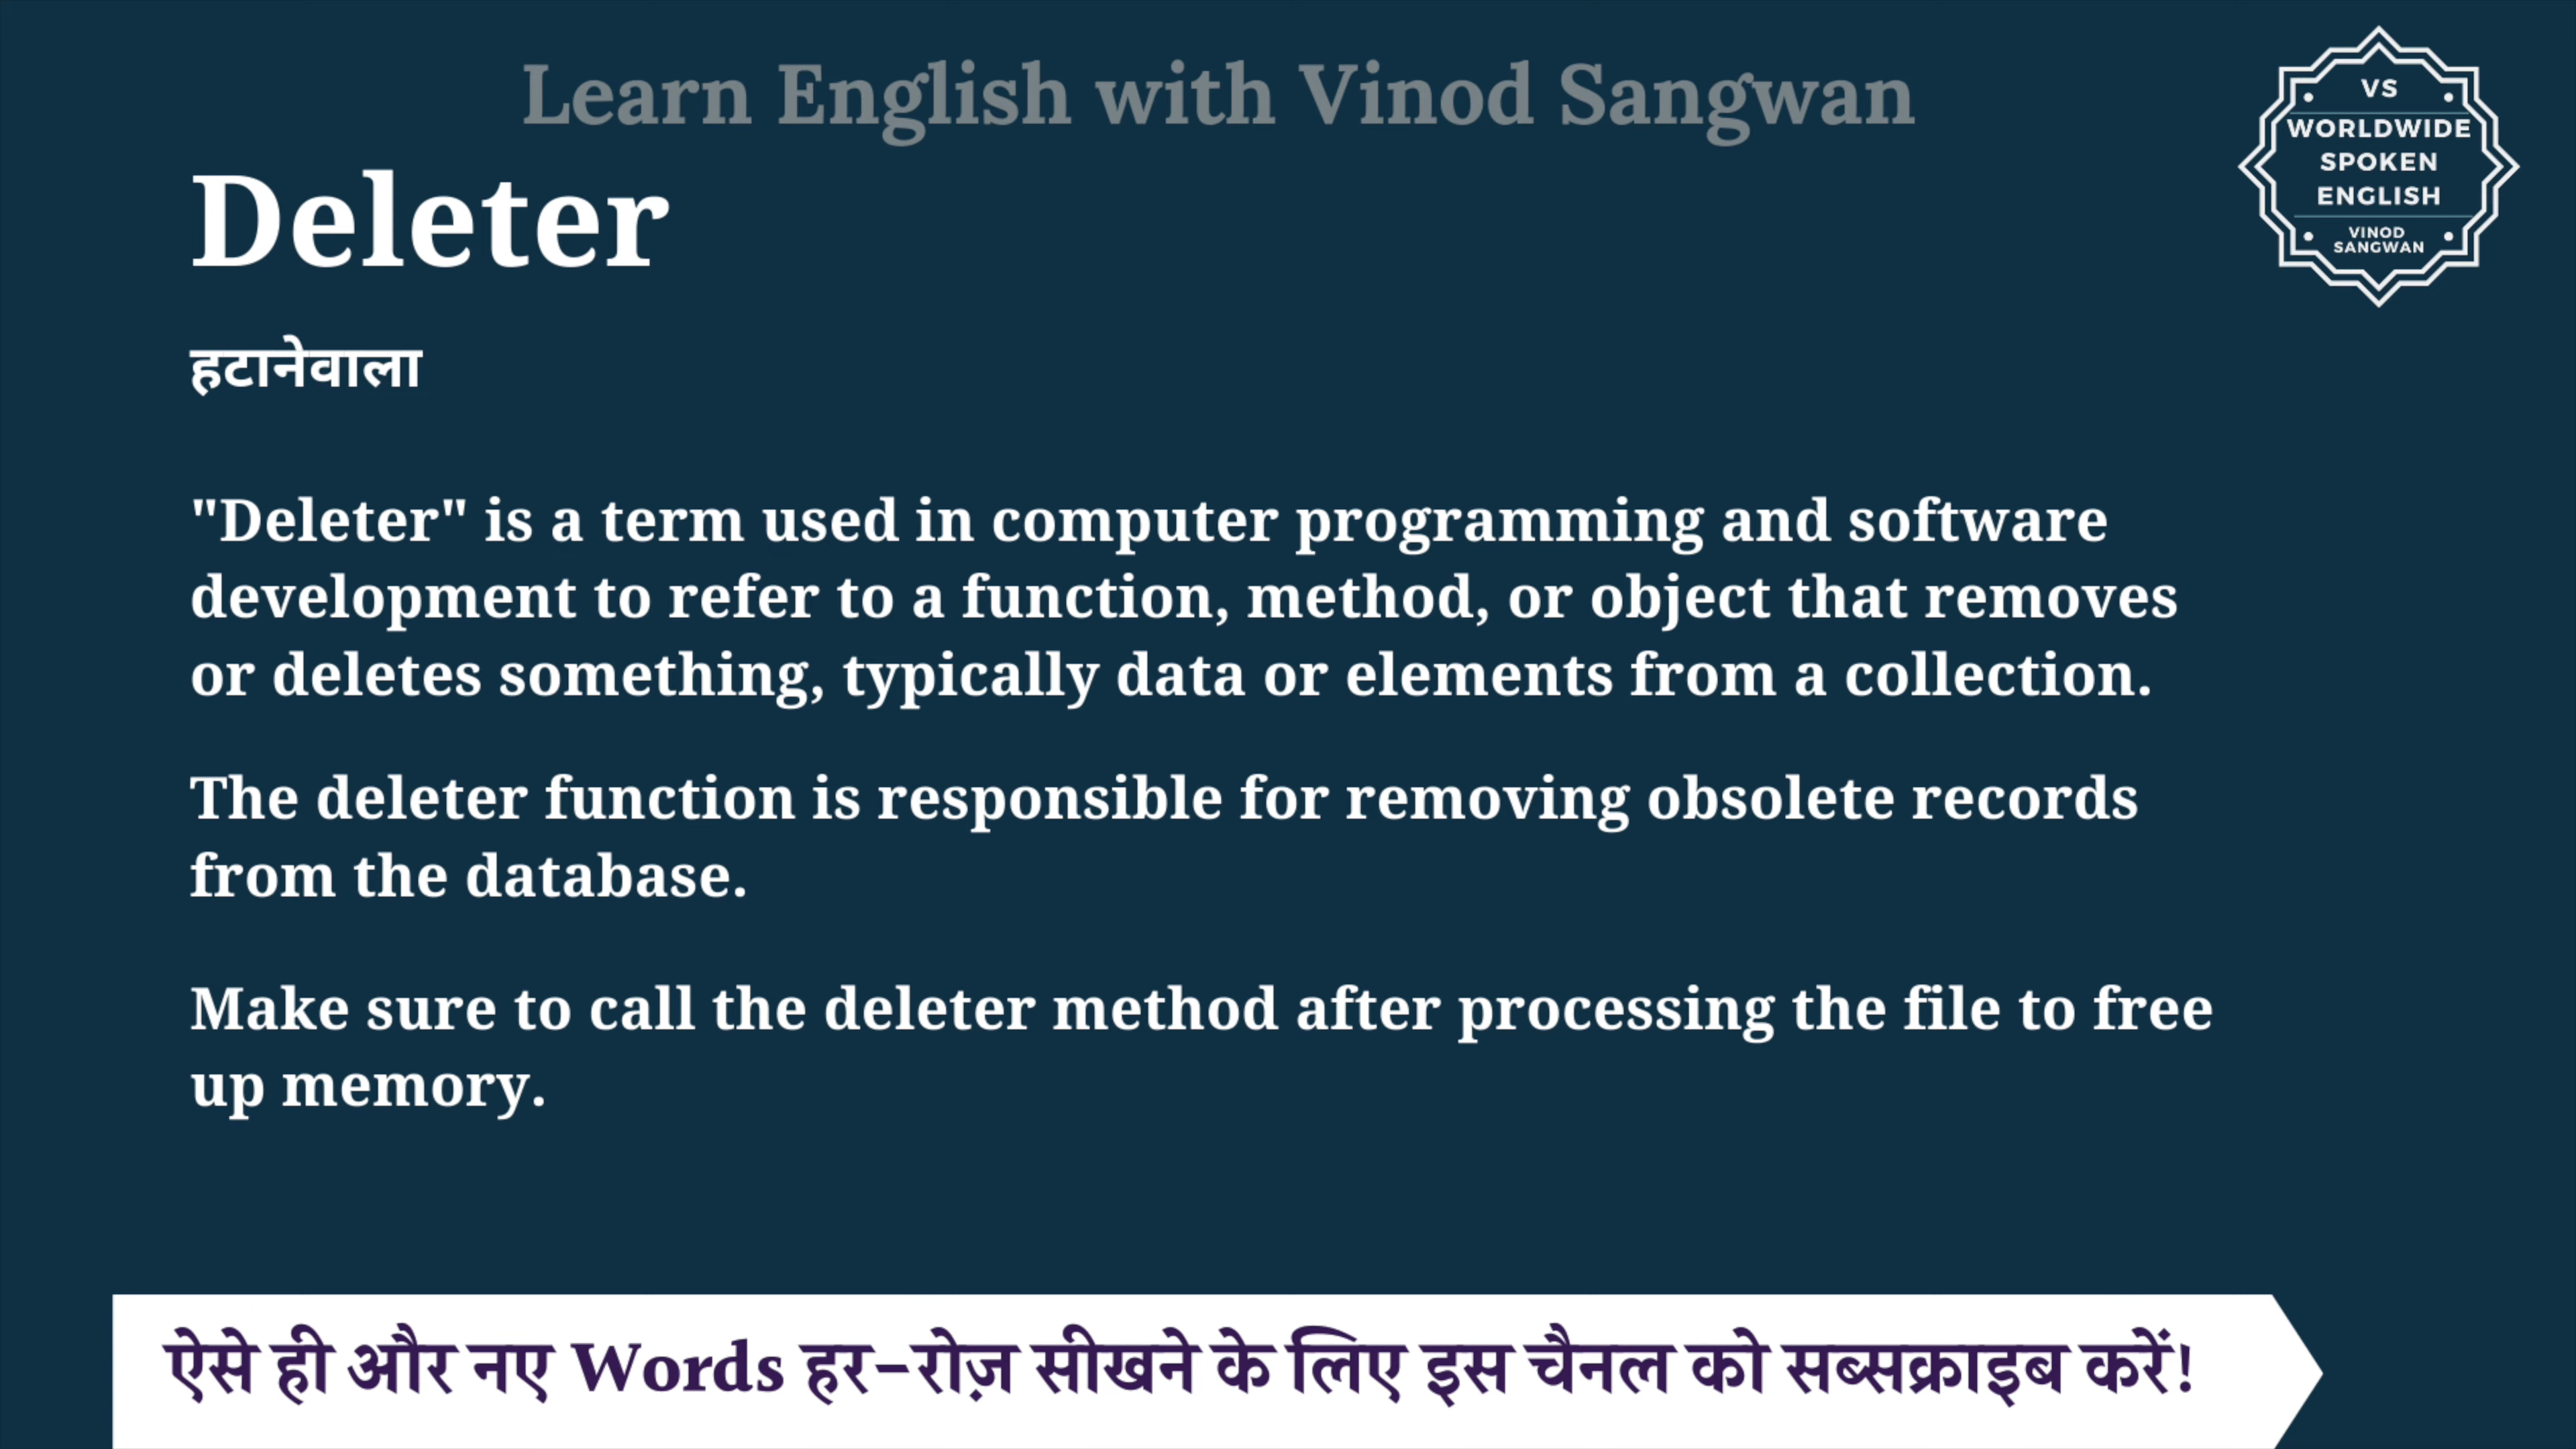 Learn English with Vinod Sangwan
VS
WORLDWIDE
SPOKEN
ENGLISH
VINOD
SANGWAN
Deleter
हटानेवाला
"Deleter" is a term used in computer programming and software
development to refer to a function, method, or object that removes
or deletes something, typically data or elements from a collection.
The deleter function is responsible for removing obsolete records
from the database.
Make sure to call the deleter method after processing the file to free
up memory.
ऐसे ही और नए Words हर-रोज़ सीखने के लिए इस चैनल को सब्सक्राइब करें!